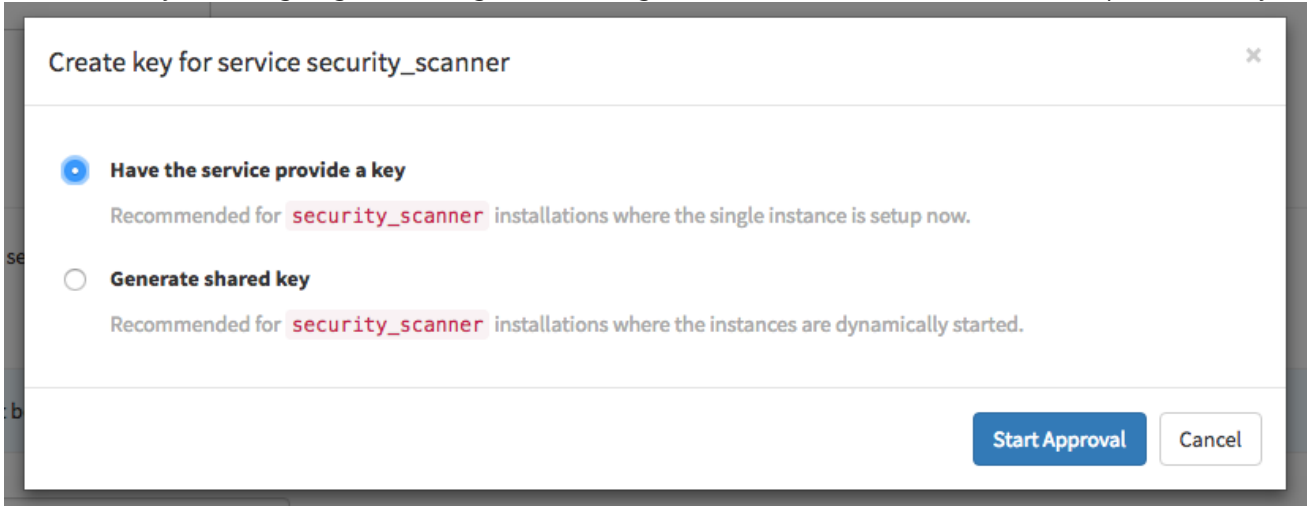 Create key for service security_scanner
×
Have the service provide a key
Recommended for security_scanner installations where the single instance is setup now.
Generate shared key
Recommended for security_scanner installations where the instances are dynamically started.
Start Approval Cancel